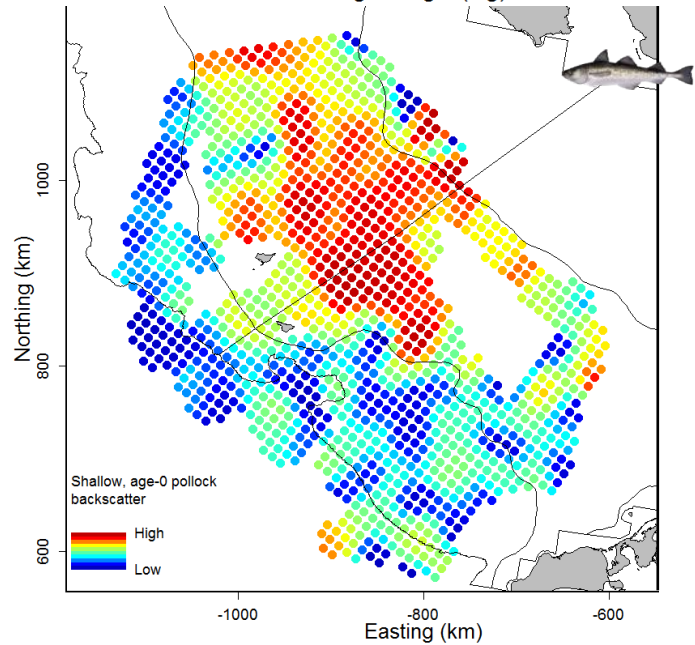 1000
800
600
Northing (km)
Shallow, age-0 pollock
backscatter
High
Low
-1000
-800
-600
Easting (km)